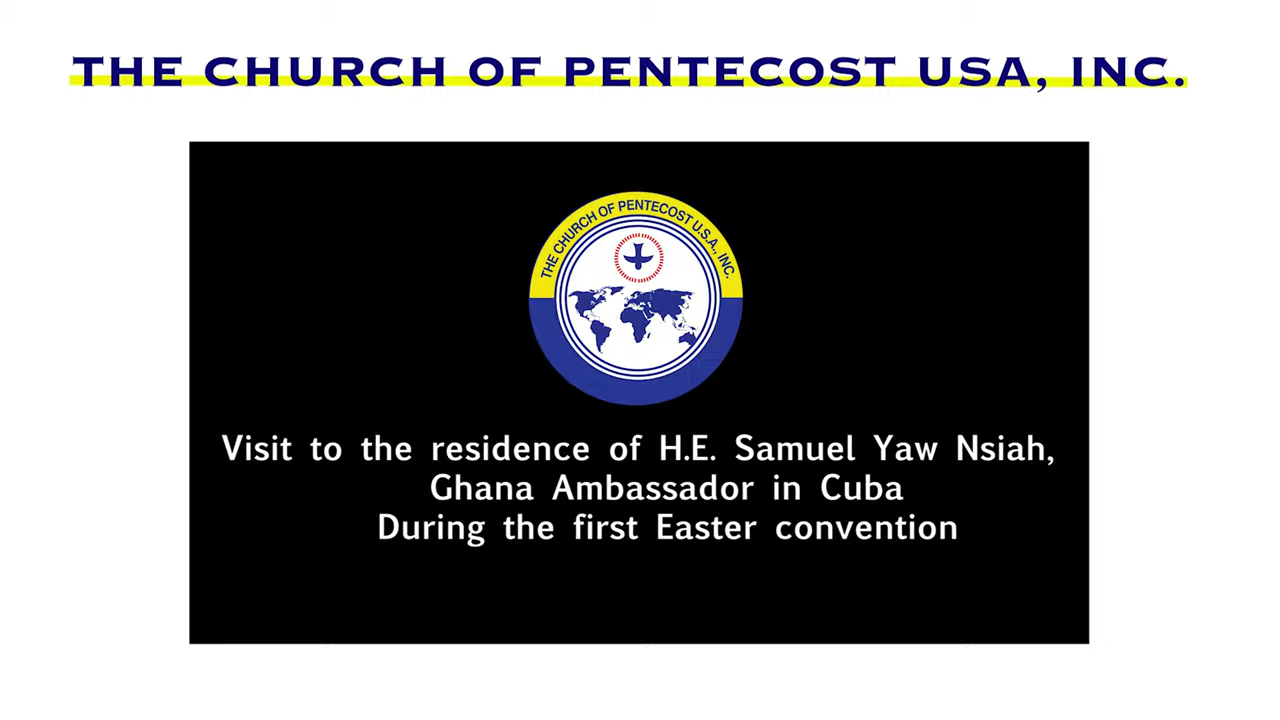 THE CHURCH OF PENTECOST USA, INC.
THE CHURCH OF PENTECOST U.S.A., INC.
Visit to the residence of H.E. Samuel Yaw Nsiah,
Ghana Ambassador in Cuba
During the first Easter convention